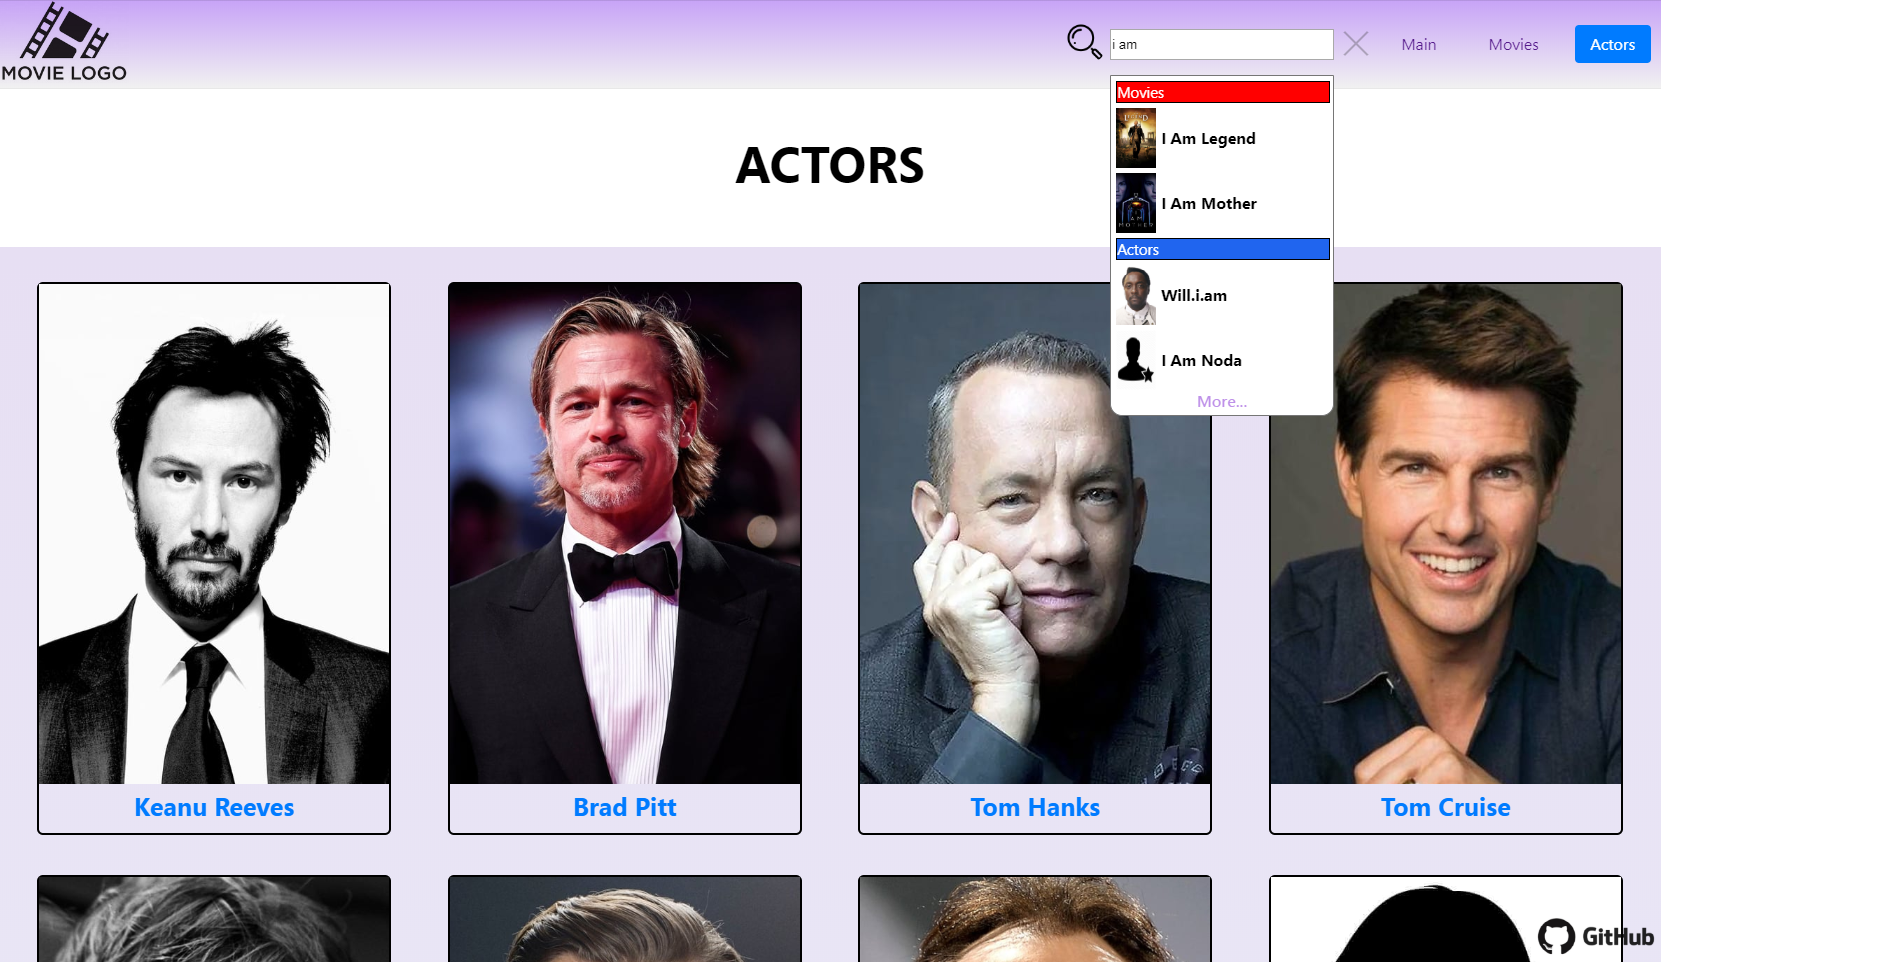 MOVIE LOGO
i am
Main
Movies
Actors
Movies
I Am Legend
I Am Mother
Actors
Will.i.am
I Am Noda
More...
ACTORS
Keanu Reeves
Brad Pitt
Tom Hanks
Tom Cruise
GitHub